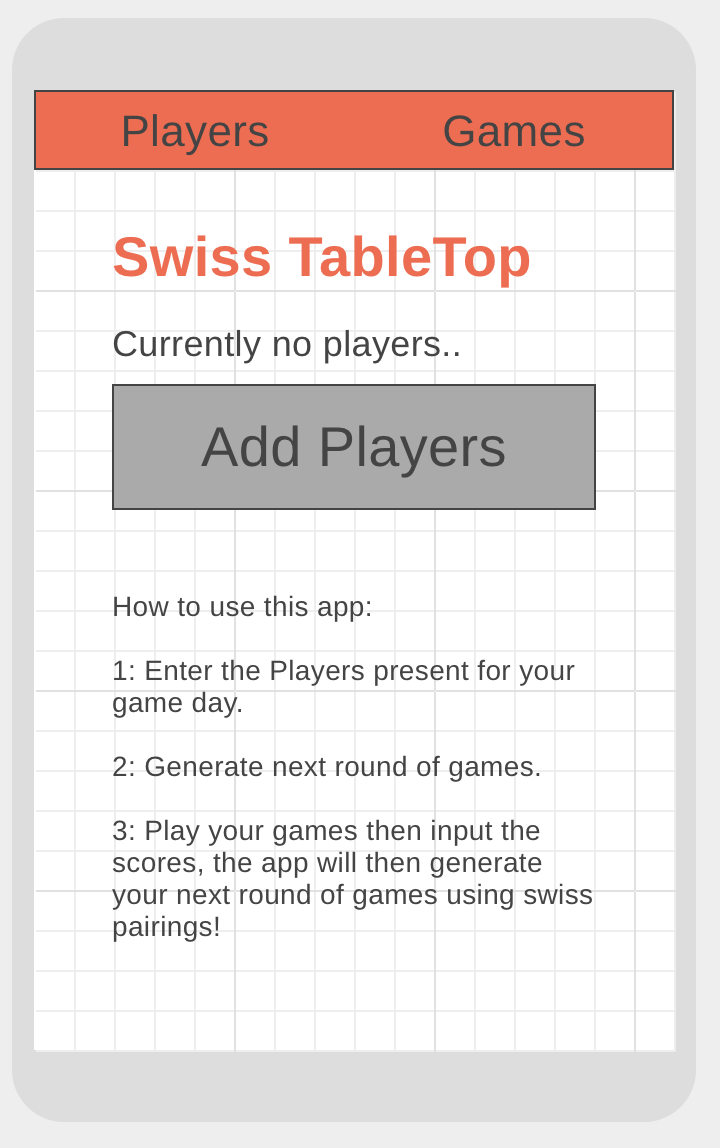 Players Games
Swiss TableTop
Currently no players..
Add Players
How to use this app:
1: Enter the Players present for your
game day.
2: Generate next round of games.
3: Play your games then input the
scores, the app will then generate
your next round of games using swiss
pairings!